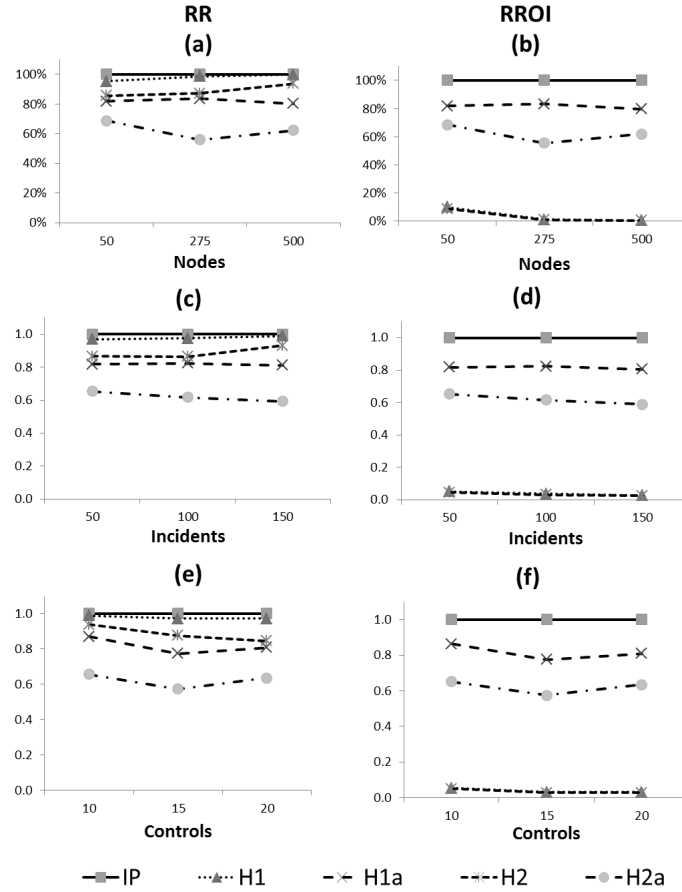 RR
RROI
(a)
(b)
100%
80%
60%
40%
20%
0%
50 275 500
Nodes
100%
80%
60%
40%
20%
0%
50 275 500
Nodes
(c)
(d)
1.0
0.8
0.6
0.4
0.2
0.0
50 100 150
Incidents
1.0
0.8
0.6
0.4
0.2
0.0
50 100 150
Incidents
(e)
(f)
1.0
0.8
0.6
0.4
0.2
0.0
10 15 20
Controls
1.0
0.8
0.6
0.4
0.2
0.0
10 15 20
Controls
IP H1 H1a H2 H2a